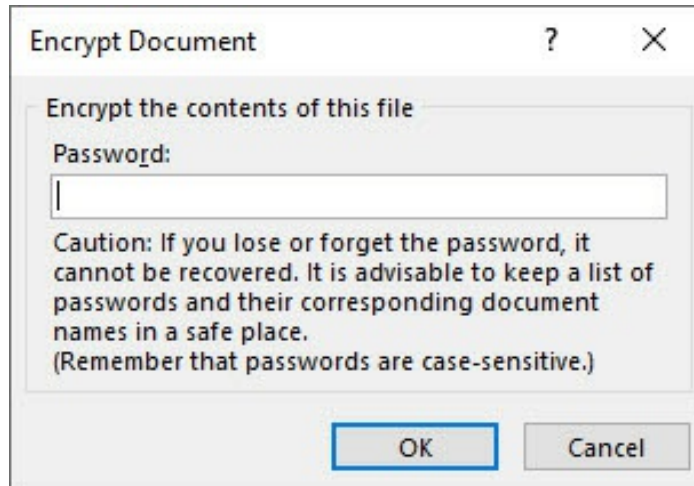 Encrypt Document ?
Encrypt the contents of this file
Password:
Caution: If you lose or forget the password, it
cannot be recovered. It is advisable to keep a list of
passwords and their corresponding document
names in a safe place.
(Remember that passwords are case-sensitive.)
OK Cancel